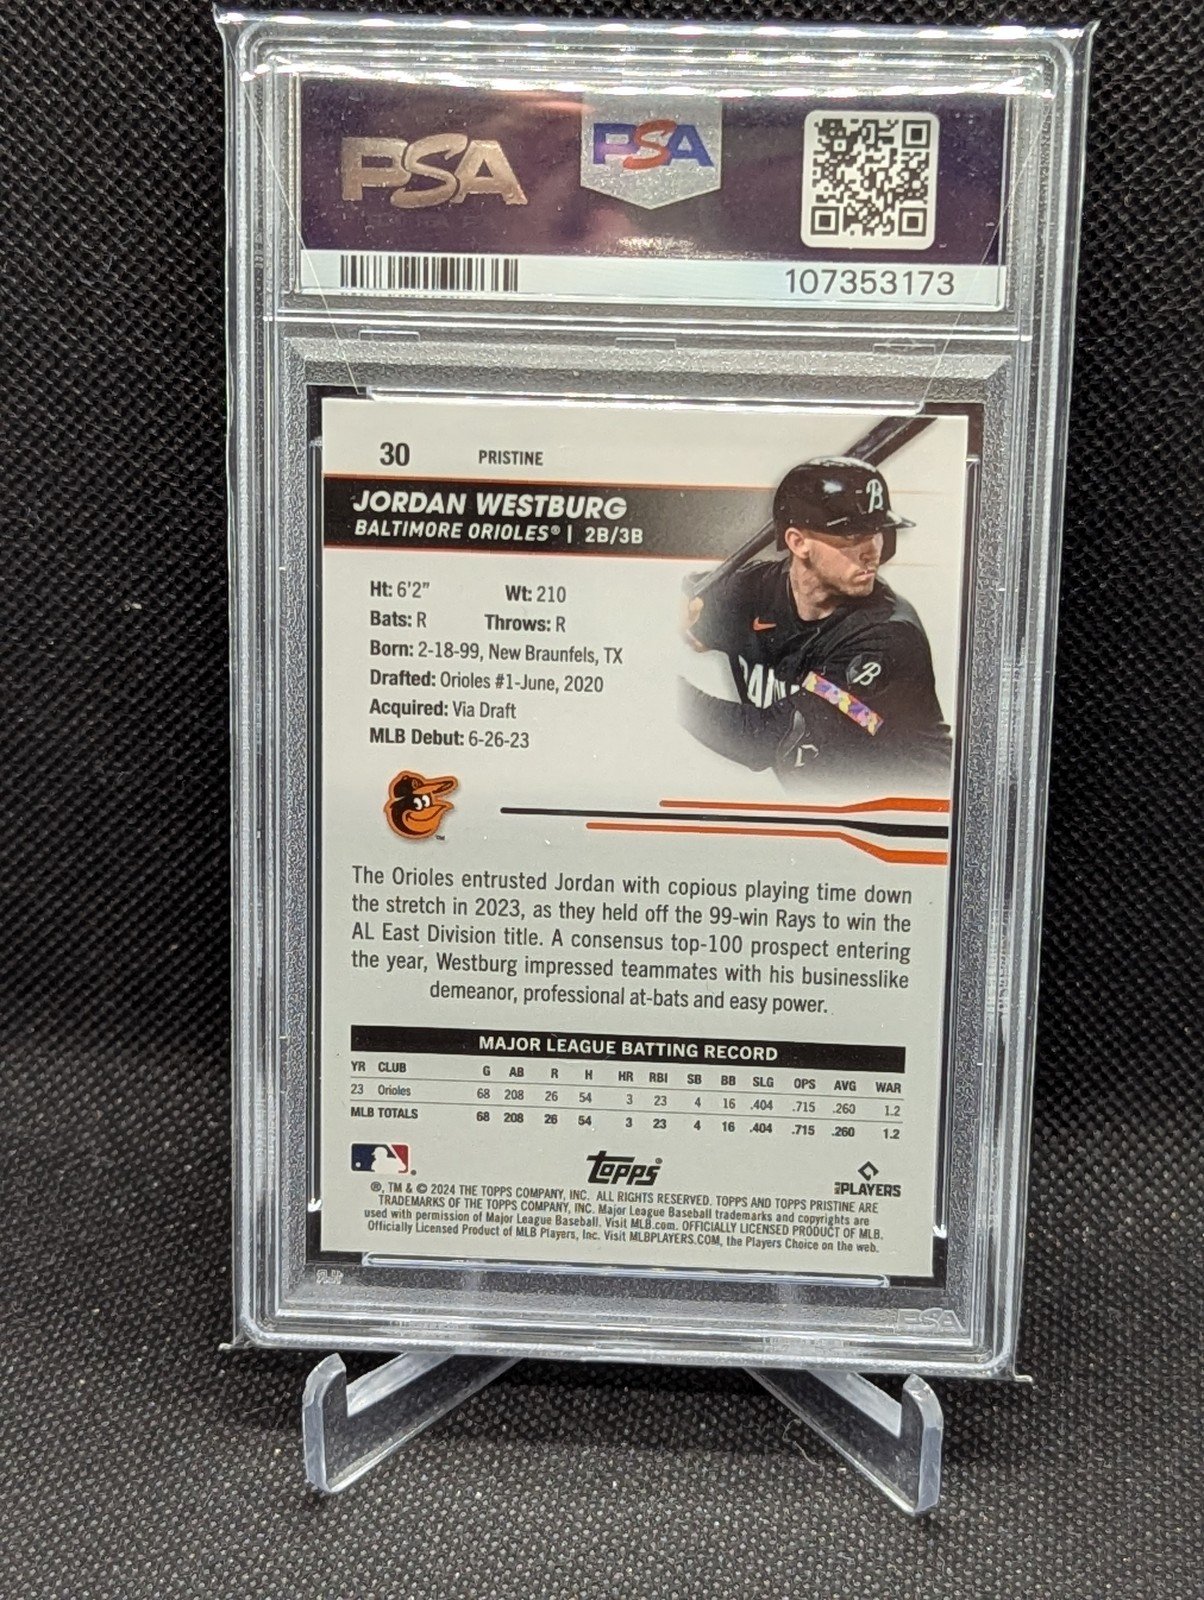 PSA PSA
107353173
30 PRISTINE
JORDAN WESTBURG
BALTIMORE ORIOLES® | 2B/3B
Ht: 6'2" Wt: 210
Bats: R Throws: R
Born: 2-18-99, New Braunfels, TX
Drafted: Orioles #1-June, 2020
Acquired: Via Draft
MLB Debut: 6-26-23
The Orioles entrusted Jordan with copious playing time down
the stretch in 2023, as they held off the 99-win Rays to win the
AL East Division title. A consensus top-100 prospect entering
the year, Westburg impressed teammates with his businesslike
demeanor, professional at-bats and easy power.
MAJOR LEAGUE BATTING RECORD
YR CLUB G AB R H HR RBI SB BB SLG OPS AVG WAR
23 Orioles 68 208 26 54 3 23 4 16 .404 .715 .260 1.2
MLB TOTALS 68 208 26 54 3 23 4 16 .404 .715 .260 1.2
Topps® PLAYERS
®, TM & © 2024 THE TOPPS COMPANY, INC. ALL RIGHTS RESERVED. TOPPS AND TOPPS PRISTINE ARE
TRADEMARKS OF THE TOPPS COMPANY, INC. Major League Baseball trademarks and copyrights are
used with permission of Major League Baseball. Visit MLB.com. OFFICIALLY LICENSED PRODUCT OF MLB.
Officially Licensed Product of MLB Players, Inc. Visit MLBPLAYERS.COM, the Players Choice on the web.
PSA